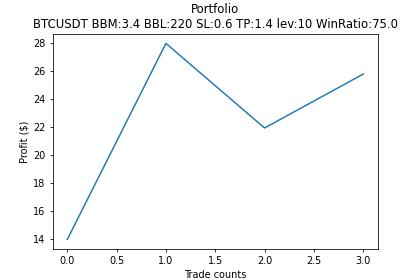 Portfolio
BTCUSDT BBM:3.4 BBL:220 SL:0.6 TP:1.4 lev:10 WinRatio:75.0
28
26
24
22
20
18
16
14
Profit ($)
0.0 0.5 1.0 1.5 2.0 2.5 3.0
Trade counts